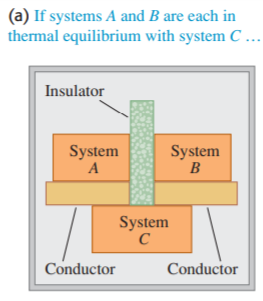 (a) If systems A and B are each in
thermal equilibrium with system C …
Insulator
System
A
System
B
System
C
Conductor
Conductor